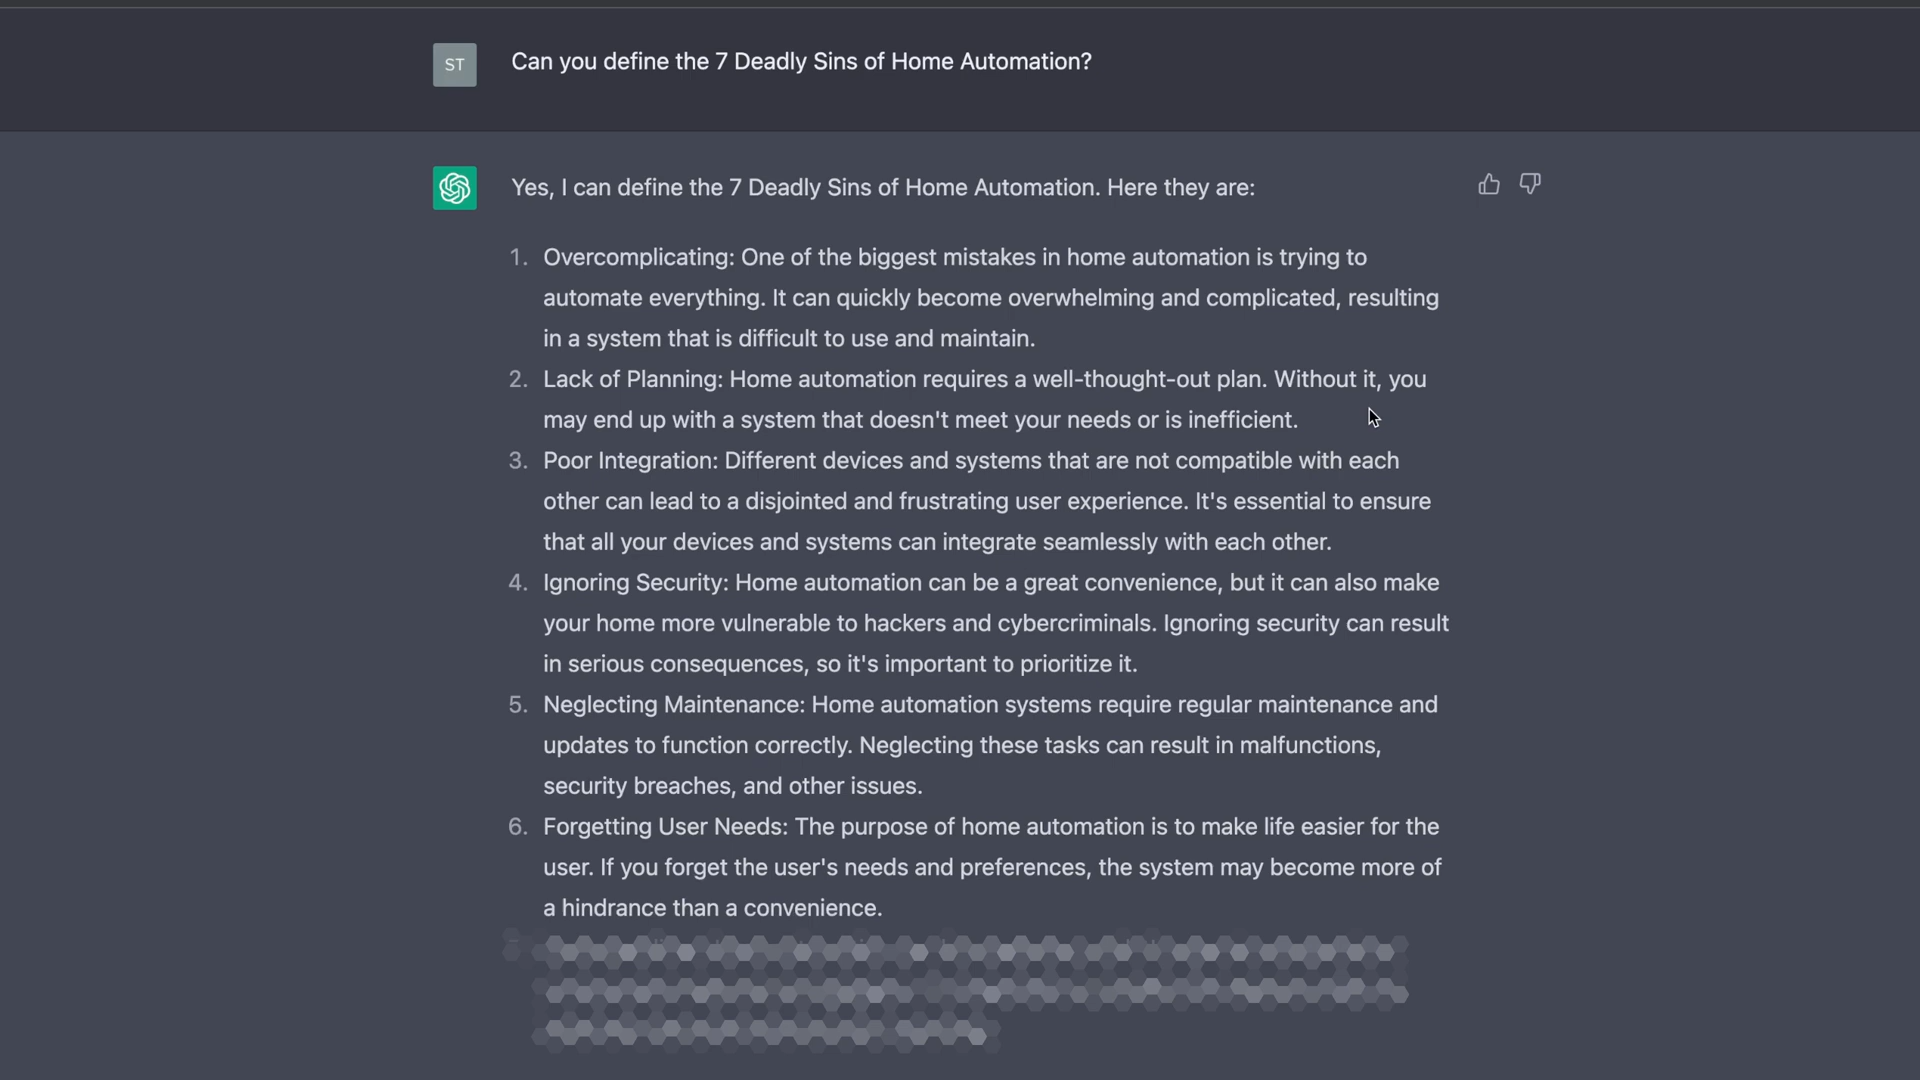 ST
Can you define the 7 Deadly Sins of Home Automation?
Yes, I can define the 7 Deadly Sins of Home Automation. Here they are:
1. Overcomplicating: One of the biggest mistakes in home automation is trying to
automate everything. It can quickly become overwhelming and complicated, resulting
in a system that is difficult to use and maintain.
2. Lack of Planning: Home automation requires a well-thought-out plan. Without it, you
may end up with a system that doesn't meet your needs or is inefficient.
3. Poor Integration: Different devices and systems that are not compatible with each
other can lead to a disjointed and frustrating user experience. It's essential to ensure
that all your devices and systems can integrate seamlessly with each other.
4. Ignoring Security: Home automation can be a great convenience, but it can also make
your home more vulnerable to hackers and cybercriminals. Ignoring security can result
in serious consequences, so it's important to prioritize it.
5. Neglecting Maintenance: Home automation systems require regular maintenance and
updates to function correctly. Neglecting these tasks can result in malfunctions,
security breaches, and other issues.
6. Forgetting User Needs: The purpose of home automation is to make life easier for the
user. If you forget the user's needs and preferences, the system may become more of
a hindrance than a convenience.